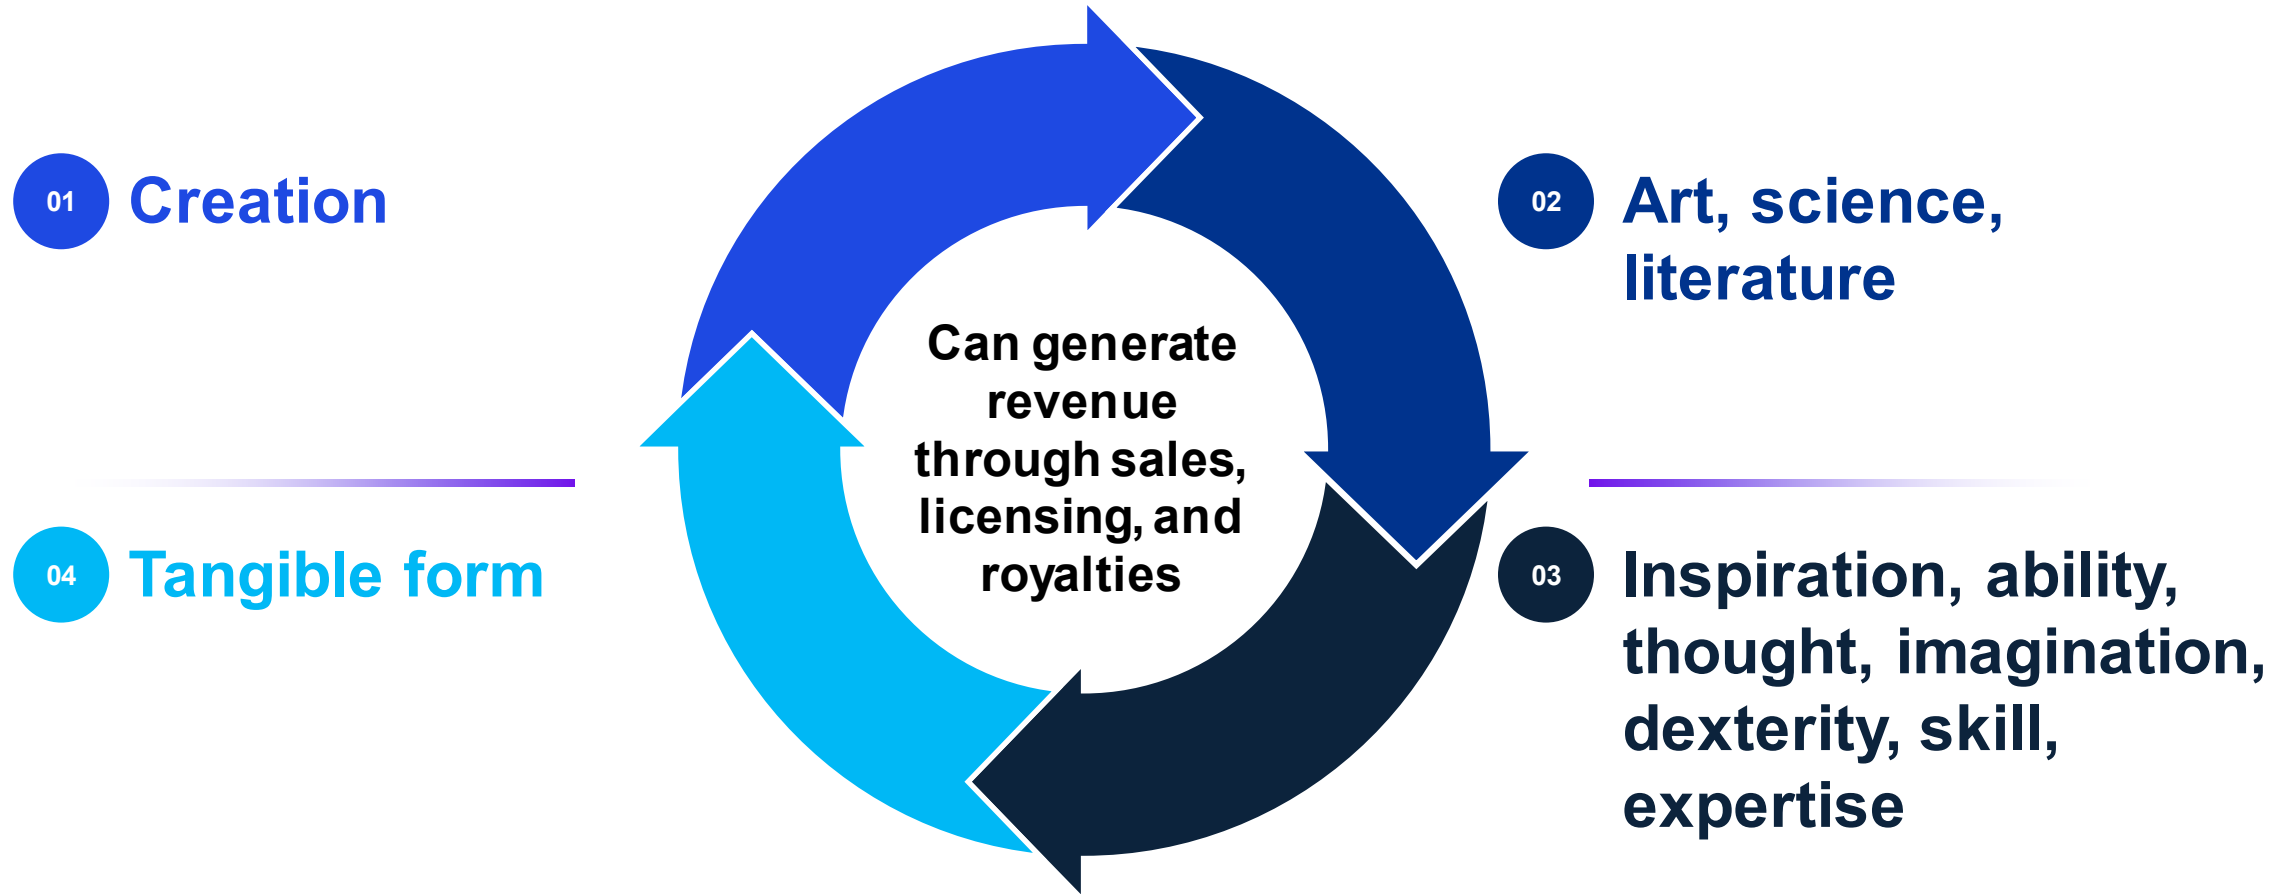 01
Creation
02
Art, science,
literature
Can generate
revenue
through sales,
licensing, and
royalties
04
Tangible form
03
Inspiration, ability,
thought, imagination,
dexterity, skill,
expertise